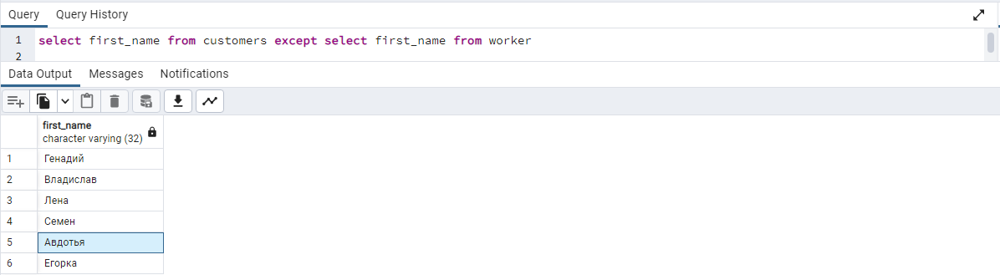 Query Query History
1 select first_name from customers except select first_name from worker
2
Data Output Messages Notifications
first_name
character varying (32)
1 Генадий
2 Владислав
3 Лена
4 Семен
5 Авдотья
6 Егорка